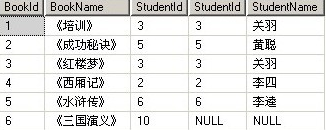 BookId BookName StudentId StudentId StudentName
1 《培训》 3 3 关羽
2 《成功秘诀》 5 5 黄聪
3 《红楼梦》 3 3 关羽
4 《西厢记》 2 2 李四
5 《水浒传》 6 6 李逵
6 《三国演义》 10 NULL NULL